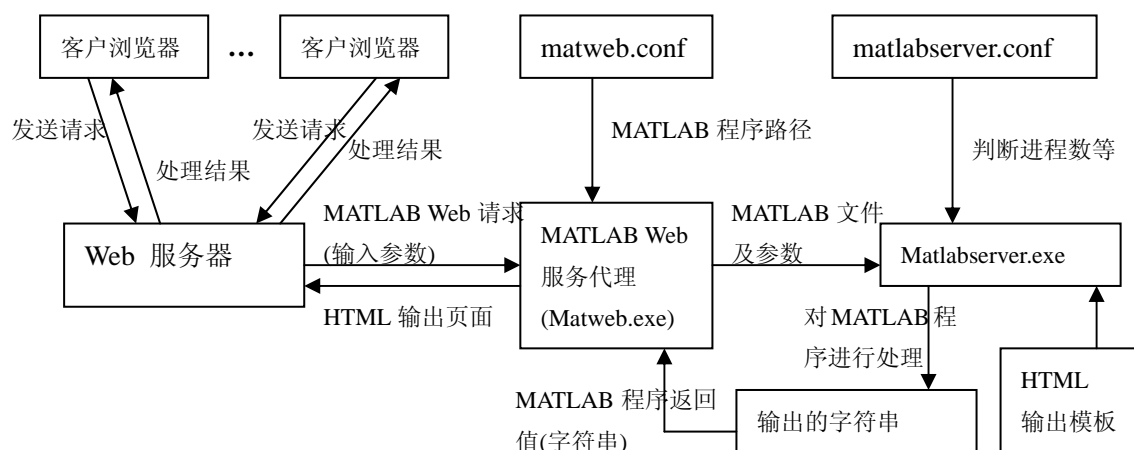 客户浏览器
...
客户浏览器
matweb.conf
matlabserver.conf
发送请求
发送请求
MATLAB 程序路径
判断进程数等
处理结果
处理结果
MATLAB Web 请求
(输入参数)
MATLAB 文件
及参数
Web 服务器
MATLAB Web
服务代理
(Matweb.exe)
Matlabserver.exe
HTML 输出页面
对 MATLAB 程
序进行处理
HTML
输出模板
MATLAB 程序返回
值(字符串)
输出的字符串